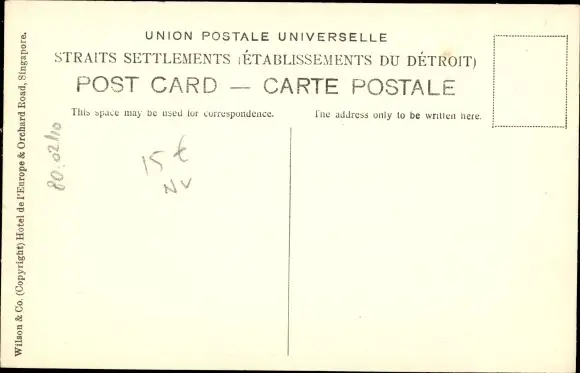 UNION POSTALE UNIVERSELLE
STRAITS SETTLEMENTS (ÉTABLISSEMENTS DU DÉTROIT)
POST CARD — CARTE POSTALE
This space may be used for correspondence.
The address only to be written here.
Wilson & Co. (Copyright) Hotel de l'Europe & Orchard Road, Singapore.
80.02/10
15 €
NV